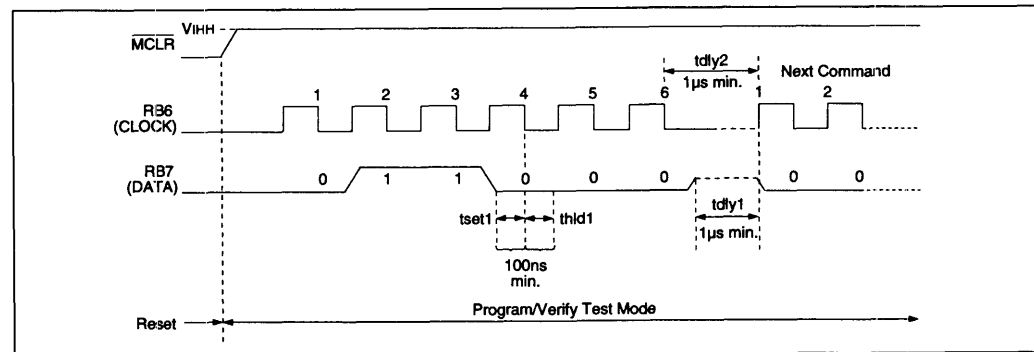 VIHH
MCLR
tdly2
1µs min.
Next Command
1 2 3 4 5 6 1 2
RB6
(CLOCK)
RB7
(DATA)
0 1 1 0 0 0 0 0
tset1 thld1
tdly1
1µs min.
100ns
min.
Program/Verify Test Mode
Reset